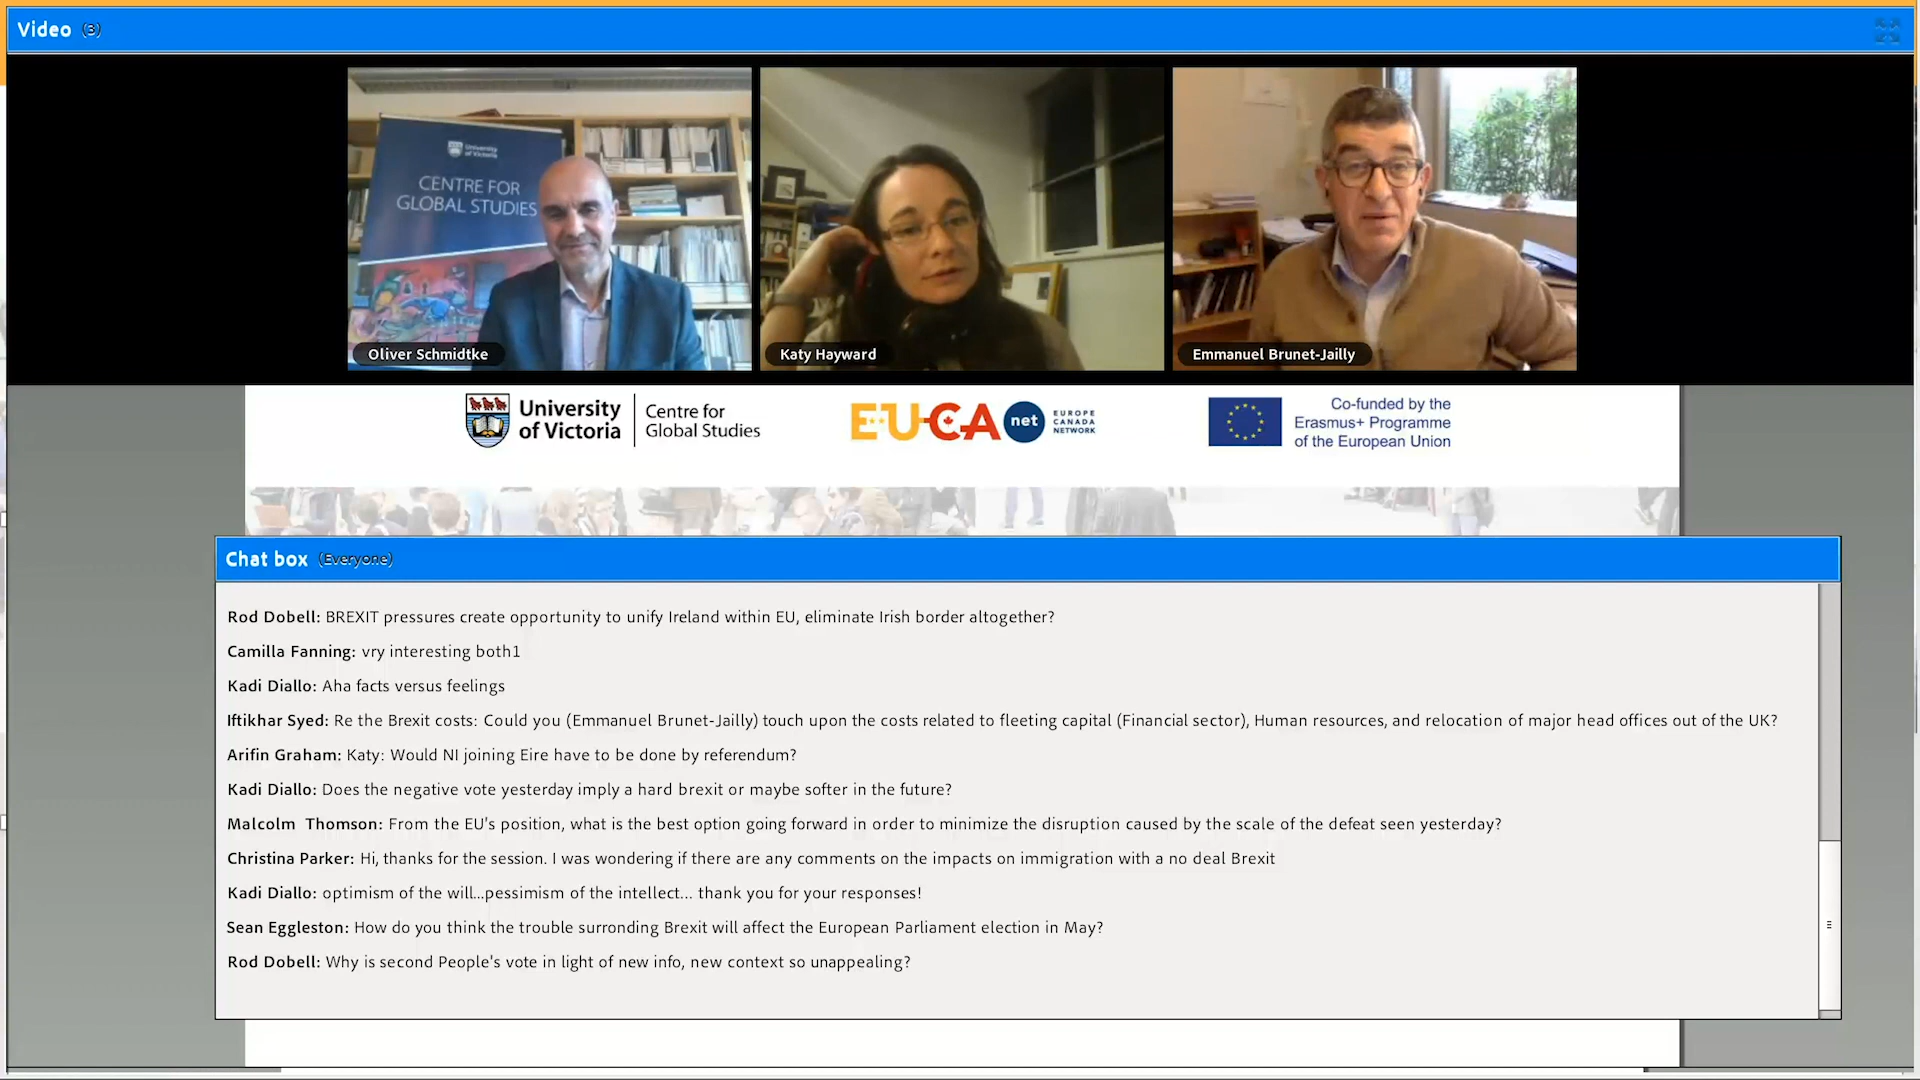 Video (3)
University
of Victoria
CENTRE FOR
GLOBAL STUDIES
Oliver Schmidtke
Katy Hayward
Emmanuel Brunet-Jailly
University
of Victoria
Centre for
Global Studies
EUCA
net
EUROPE
CANADA
NETWORK
Co-funded by the
Erasmus+ Programme
of the European Union
Chat box (Everyone)
Rod Dobell: BREXIT pressures create opportunity to unify Ireland within EU, eliminate Irish border altogether?
Camilla Fanning: vry interesting both1
Kadi Diallo: Aha facts versus feelings
Iftikhar Syed: Re the Brexit costs: Could you (Emmanuel Brunet-Jailly) touch upon the costs related to fleeting capital (Financial sector), Human resources, and relocation of major head offices out of the UK?
Arifin Graham: Katy: Would NI joining Eire have to be done by referendum?
Kadi Diallo: Does the negative vote yesterday imply a hard brexit or maybe softer in the future?
Malcolm  Thomson: From the EU's position, what is the best option going forward in order to minimize the disruption caused by the scale of the defeat seen yesterday?
Christina Parker: Hi, thanks for the session. I was wondering if there are any comments on the impacts on immigration with a no deal Brexit
Kadi Diallo: optimism of the will...pessimism of the intellect... thank you for your responses!
Sean Eggleston: How do you think the trouble surronding Brexit will affect the European Parliament election in May?
Rod Dobell: Why is second People's vote in light of new info, new context so unappealing?